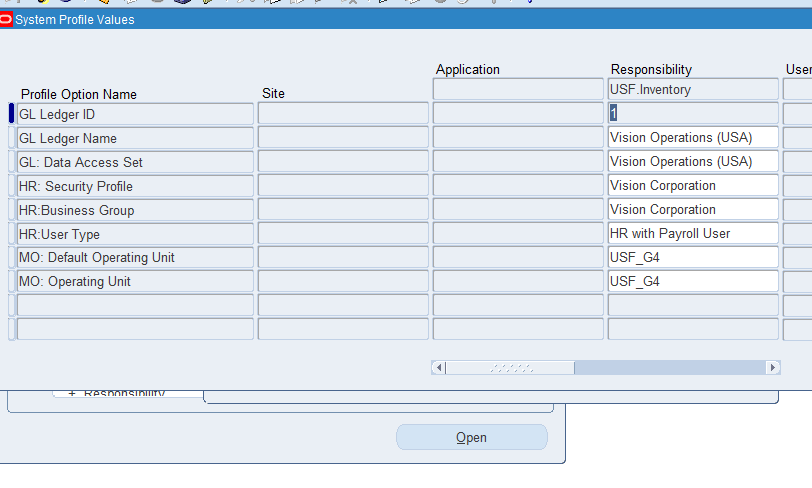 System Profile Values
Application Responsibility User
Profile Option Name Site USF.Inventory
GL Ledger ID 1
GL Ledger Name Vision Operations (USA)
GL: Data Access Set Vision Operations (USA)
HR: Security Profile Vision Corporation
HR:Business Group Vision Corporation
HR:User Type HR with Payroll User
MO: Default Operating Unit USF_G4
MO: Operating Unit USF_G4
+ Responsibility
Open